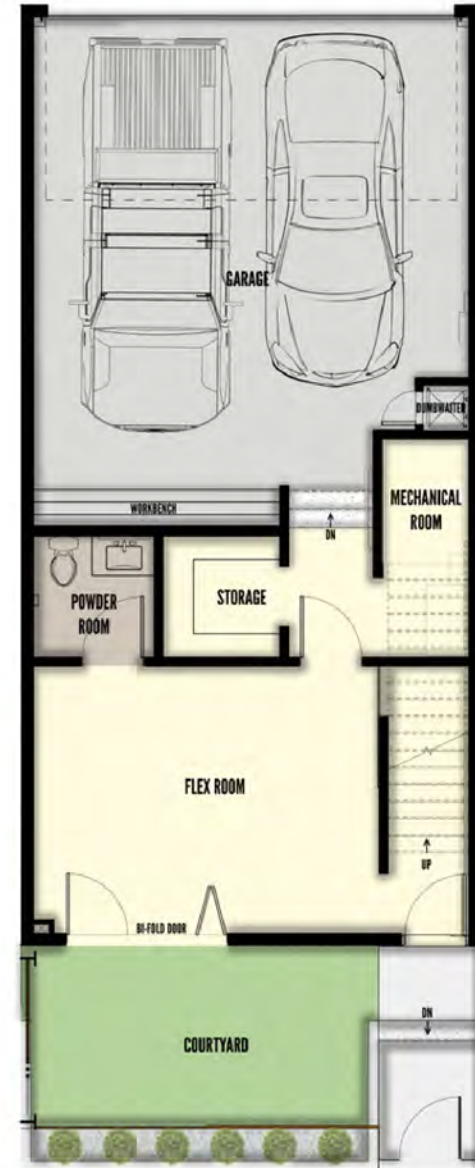 GARAGE
DUMBWAITER
MECHANICAL
ROOM
WORKBENCH
DN
POWDER
ROOM
STORAGE
FLEX ROOM
UP
BI-FOLD DOOR
DN
COURTYARD